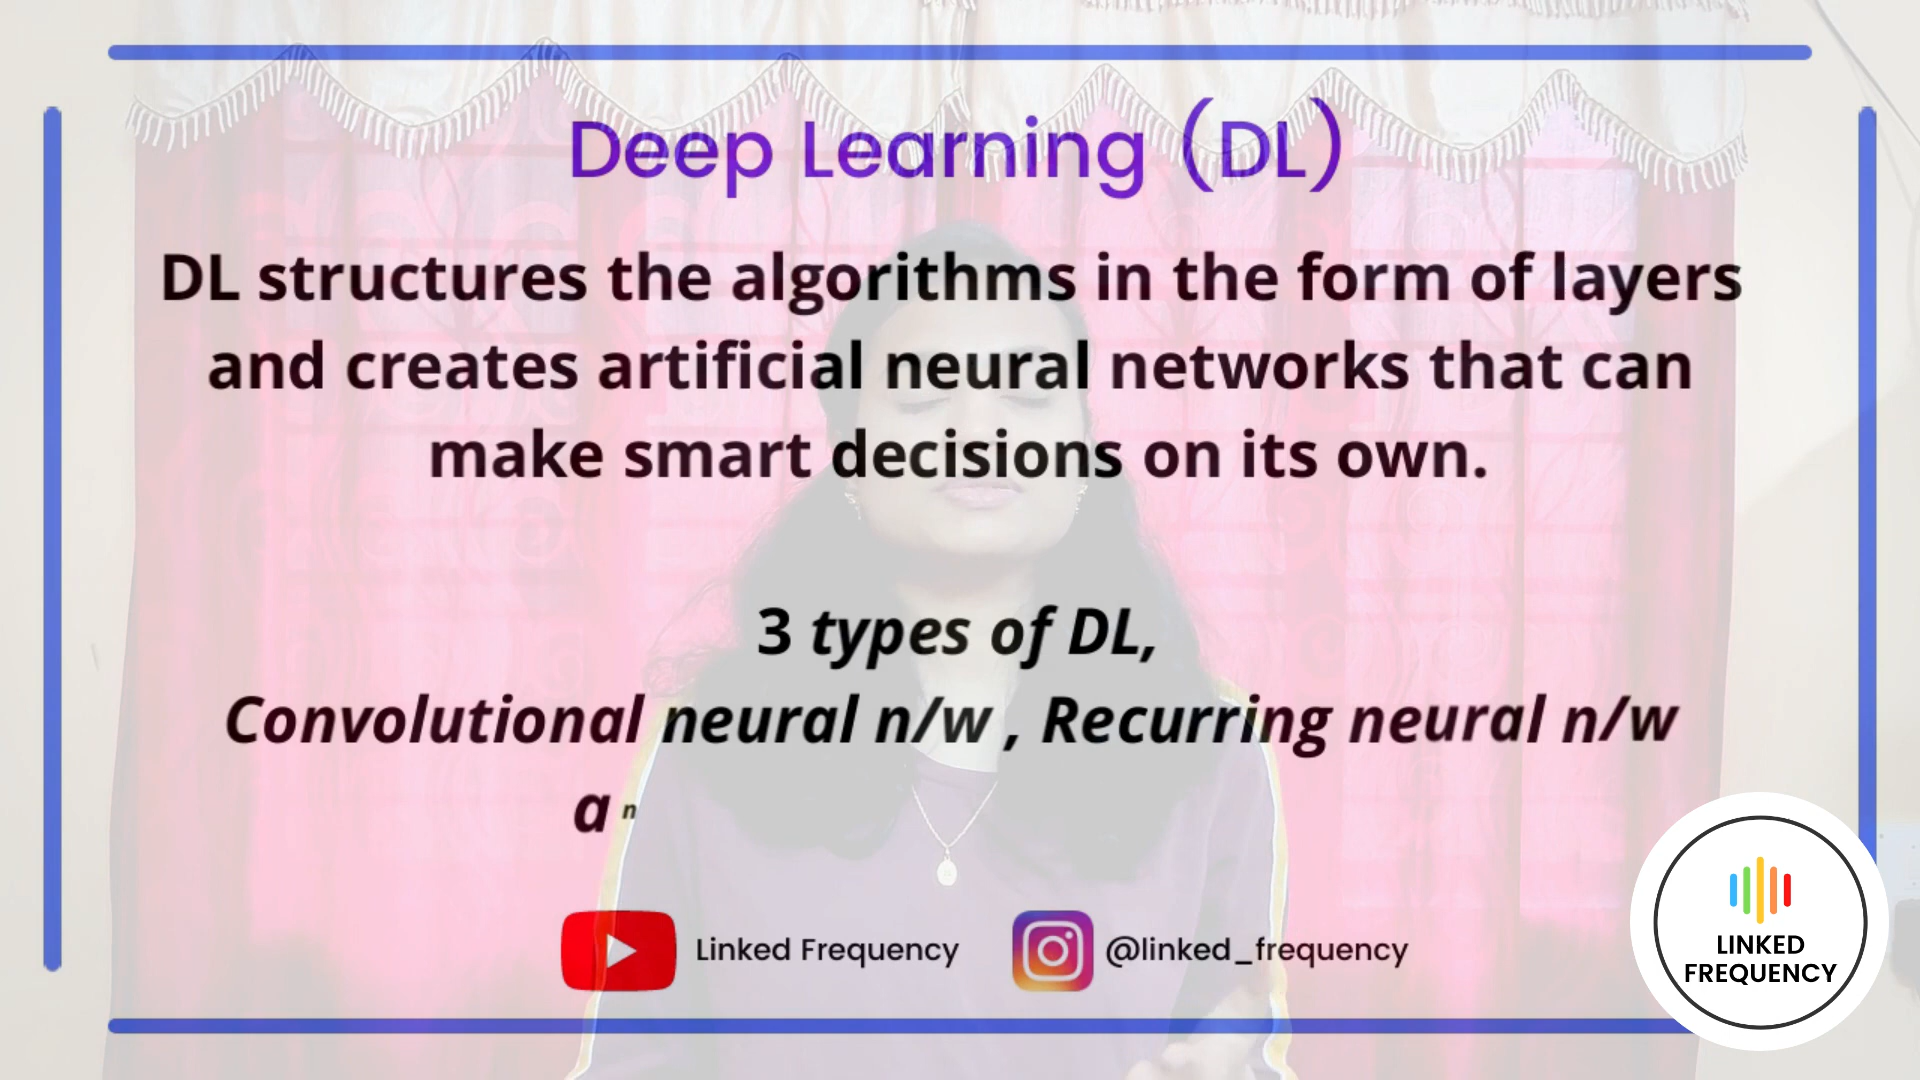 Deep Learning (DL)
DL structures the algorithms in the form of layers
and creates artificial neural networks that can
make smart decisions on its own.
3 types of DL,
Convolutional neural n/w , Recurring neural n/w
a n
Linked Frequency
@linked_frequency
LINKED
FREQUENCY